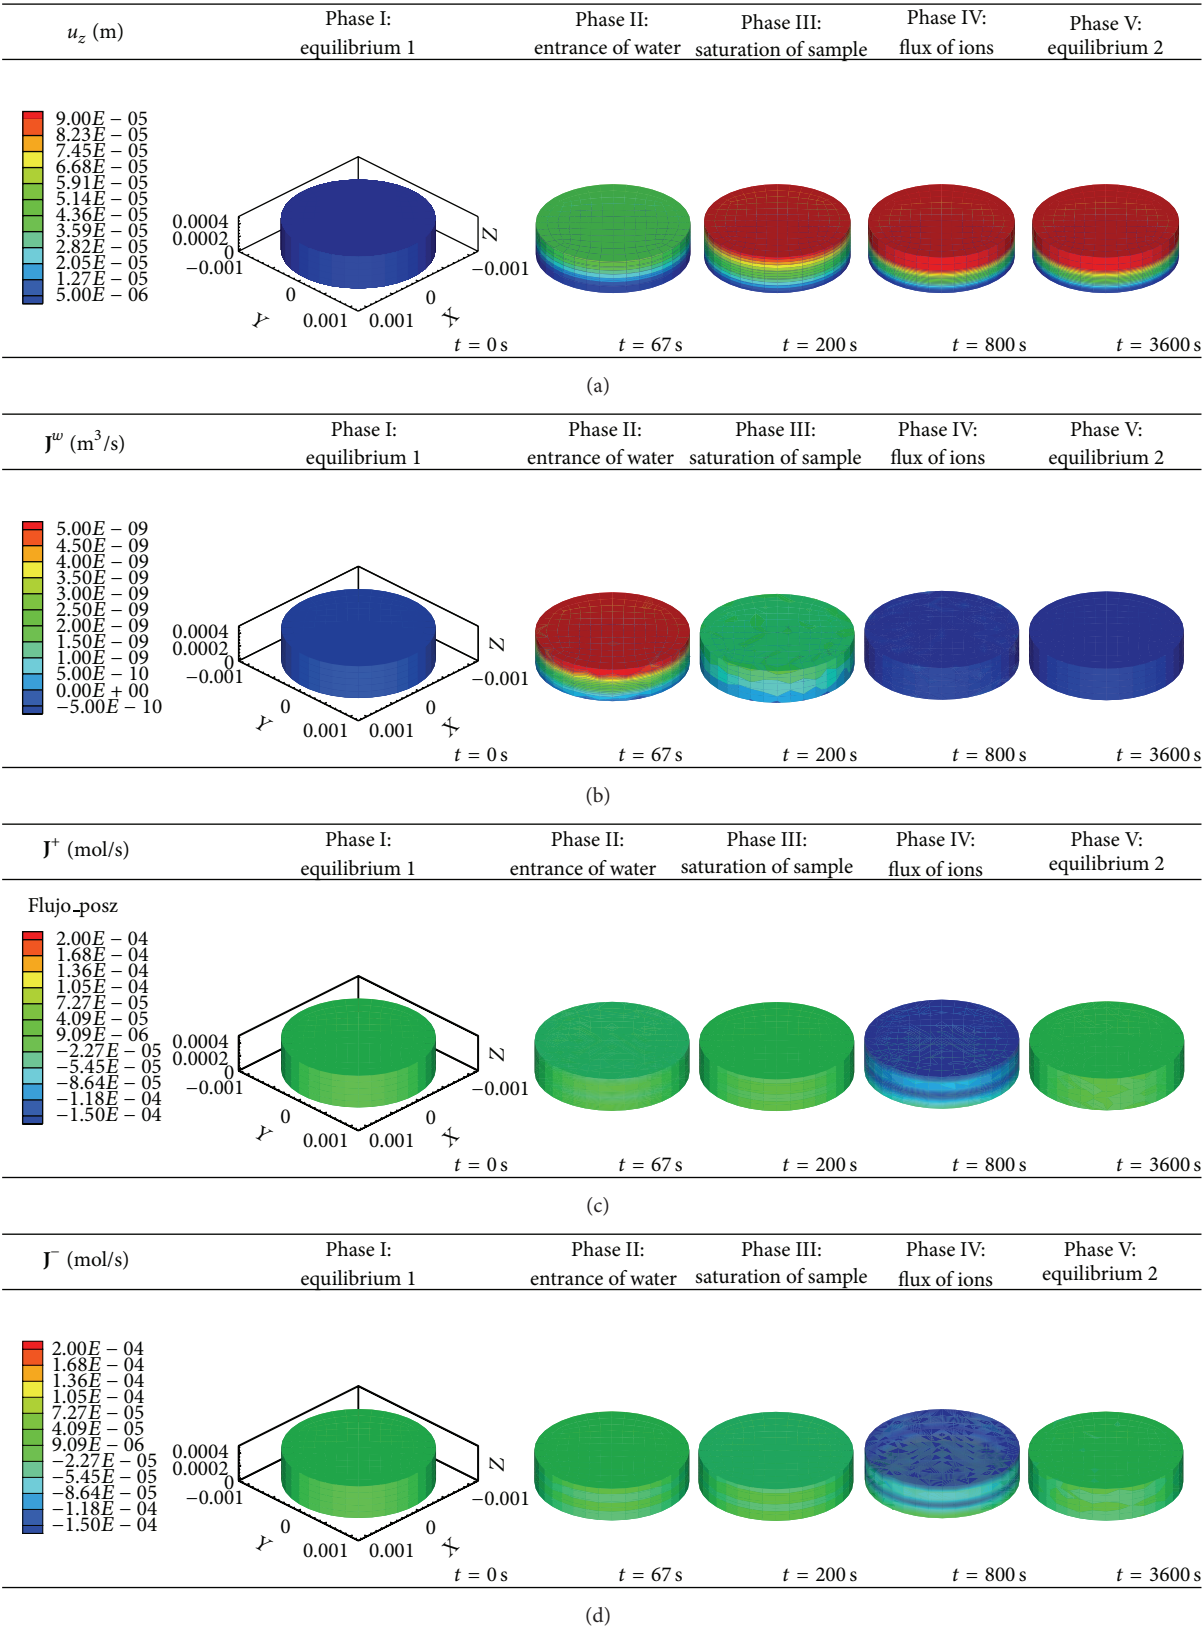 u_z (m)
Phase I:
equilibrium 1
Phase II:
entrance of water
Phase III:
saturation of sample
Phase IV:
flux of ions
Phase V:
equilibrium 2
9.00E − 05
8.23E − 05
7.45E − 05
6.68E − 05
5.91E − 05
5.14E − 05
4.36E − 05
3.59E − 05
2.82E − 05
2.05E − 05
1.27E − 05
5.00E − 06
0.0004
0.0002
0
−0.001
0
0.001
Y
0.001
0
−0.001
X
Z
t = 0 s
t = 67 s
t = 200 s
t = 800 s
t = 3600 s
(a)
J^w (m^3/s)
Phase I:
equilibrium 1
Phase II:
entrance of water
Phase III:
saturation of sample
Phase IV:
flux of ions
Phase V:
equilibrium 2
5.00E − 09
4.50E − 09
4.00E − 09
3.50E − 09
3.00E − 09
2.50E − 09
2.00E − 09
1.50E − 09
1.00E − 09
5.00E − 10
0.00E + 00
−5.00E − 10
0.0004
0.0002
0
−0.001
0
0.001
Y
0.001
0
−0.001
X
Z
t = 0 s
t = 67 s
t = 200 s
t = 800 s
t = 3600 s
(b)
J^+ (mol/s)
Phase I:
equilibrium 1
Phase II:
entrance of water
Phase III:
saturation of sample
Phase IV:
flux of ions
Phase V:
equilibrium 2
Flujo_posz
2.00E − 04
1.68E − 04
1.36E − 04
1.05E − 04
7.27E − 05
4.09E − 05
9.09E − 06
−2.27E − 05
−5.45E − 05
−8.64E − 05
−1.18E − 04
−1.50E − 04
0.0004
0.0002
0
−0.001
0
0.001
Y
0.001
0
−0.001
X
Z
t = 0 s
t = 67 s
t = 200 s
t = 800 s
t = 3600 s
(c)
J^− (mol/s)
Phase I:
equilibrium 1
Phase II:
entrance of water
Phase III:
saturation of sample
Phase IV:
flux of ions
Phase V:
equilibrium 2
2.00E − 04
1.68E − 04
1.36E − 04
1.05E − 04
7.27E − 05
4.09E − 05
9.09E − 06
−2.27E − 05
−5.45E − 05
−8.64E − 05
−1.18E − 04
−1.50E − 04
0.0004
0.0002
0
−0.001
0
0.001
Y
0.001
0
−0.001
X
Z
t = 0 s
t = 67 s
t = 200 s
t = 800 s
t = 3600 s
(d)